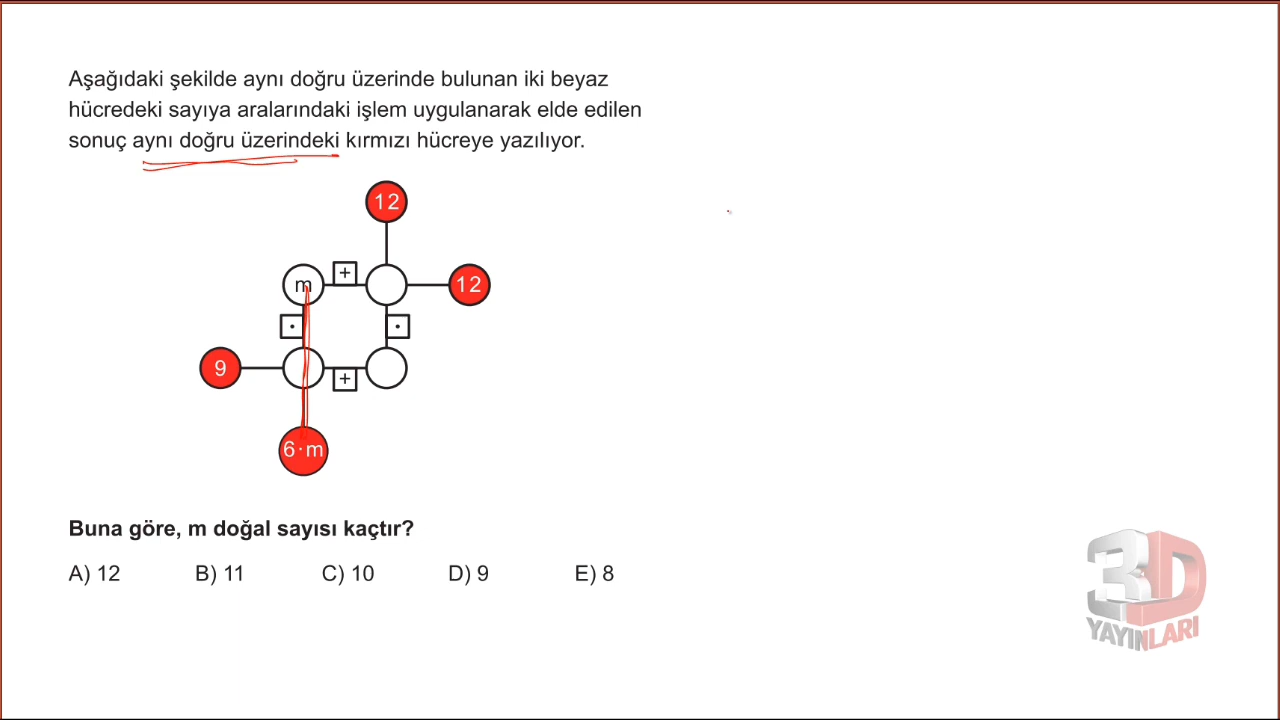 Aşağıdaki şekilde aynı doğru üzerinde bulunan iki beyaz
hücredeki sayıya aralarındaki işlem uygulanarak elde edilen
sonuç aynı doğru üzerindeki kırmızı hücreye yazılıyor.
12
m + 12
· ·
9 +
6·m
Buna göre, m doğal sayısı kaçtır?
A) 12 B) 11 C) 10 D) 9 E) 8
3D
YAYINLARI